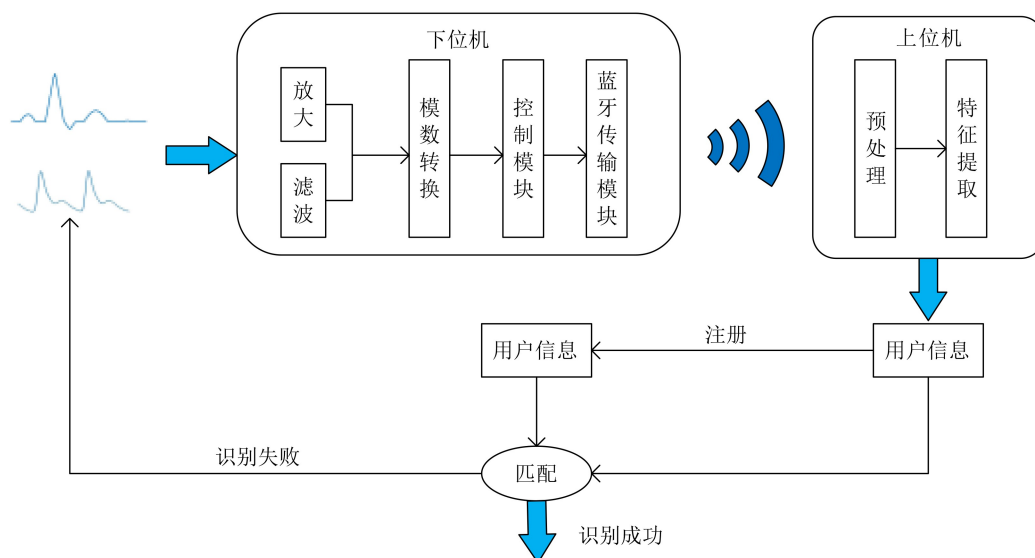 下位机
上位机
放大
滤波
模数转换
控制模块
蓝牙传输模块
预处理
特征提取
用户信息
注册
用户信息
识别失败
匹配
识别成功